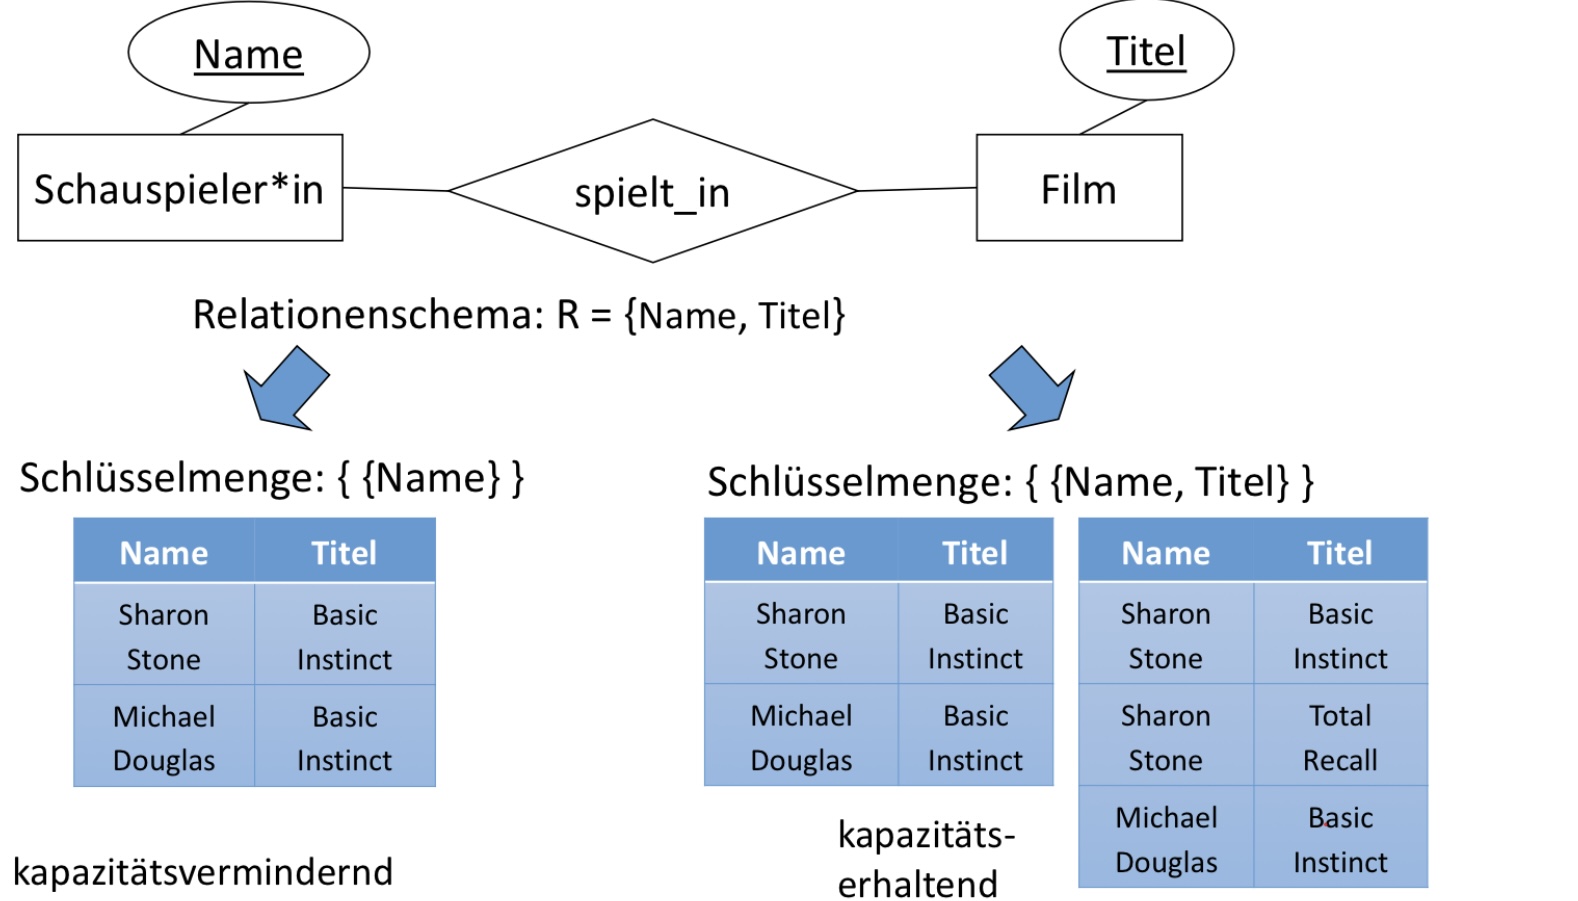 Name
Titel
Schauspieler*in
spielt_in
Film
Relationenschema: R = {Name, Titel}
Schlüsselmenge: { {Name} }
Name Titel
Sharon Basic
Stone Instinct
Michael Basic
Douglas Instinct
kapazitätsvermindernd
Schlüsselmenge: { {Name, Titel} }
Name Titel
Sharon Basic
Stone Instinct
Michael Basic
Douglas Instinct
kapazitäts-
erhaltend
Name Titel
Sharon Basic
Stone Instinct
Sharon Total
Stone Recall
Michael Basic
Douglas Instinct